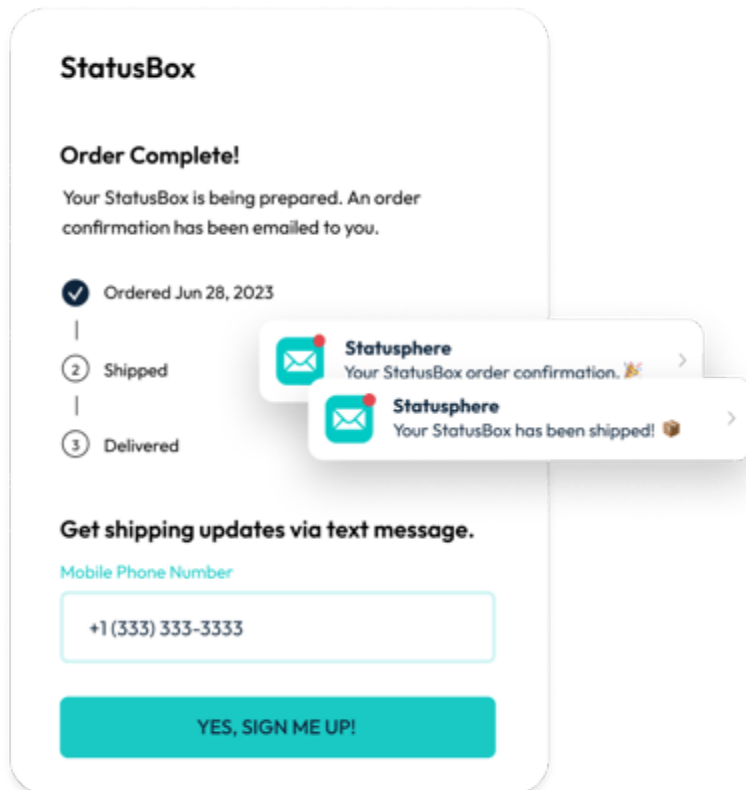 StatusBox
Order Complete!
Your StatusBox is being prepared. An order
confirmation has been emailed to you.
Ordered Jun 28, 2023
2 Shipped
3 Delivered
Statusphere
Your StatusBox order confirmation. 🎉
Statusphere
Your StatusBox has been shipped! 📦
Get shipping updates via text message.
Mobile Phone Number
+1 (333) 333-3333
YES, SIGN ME UP!